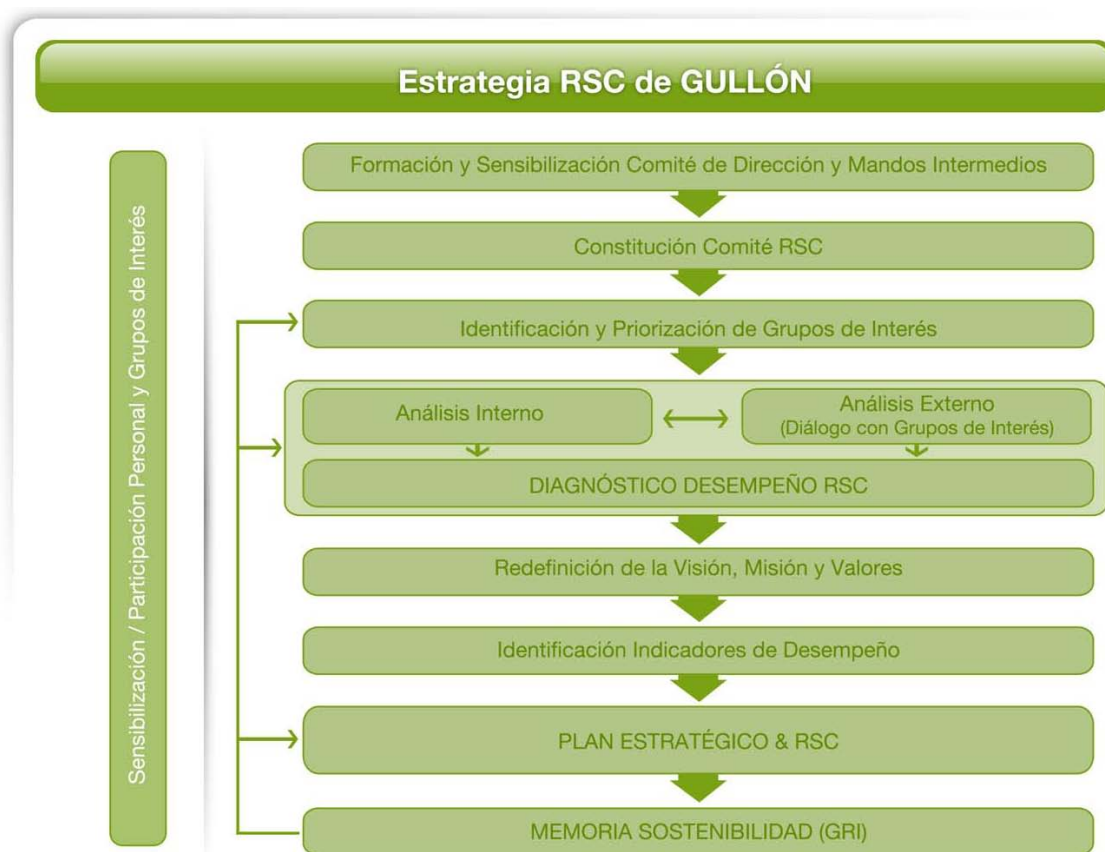 Estrategia RSC de GULLÓN
Sensibilización / Participación Personal y Grupos de Interés
Formación y Sensibilización Comité de Dirección y Mandos Intermedios
Constitución Comité RSC
Identificación y Priorización de Grupos de Interés
Análisis Interno
Análisis Externo
(Diálogo con Grupos de Interés)
DIAGNÓSTICO DESEMPEÑO RSC
Redefinición de la Visión, Misión y Valores
Identificación Indicadores de Desempeño
PLAN ESTRATÉGICO & RSC
MEMORIA SOSTENIBILIDAD (GRI)